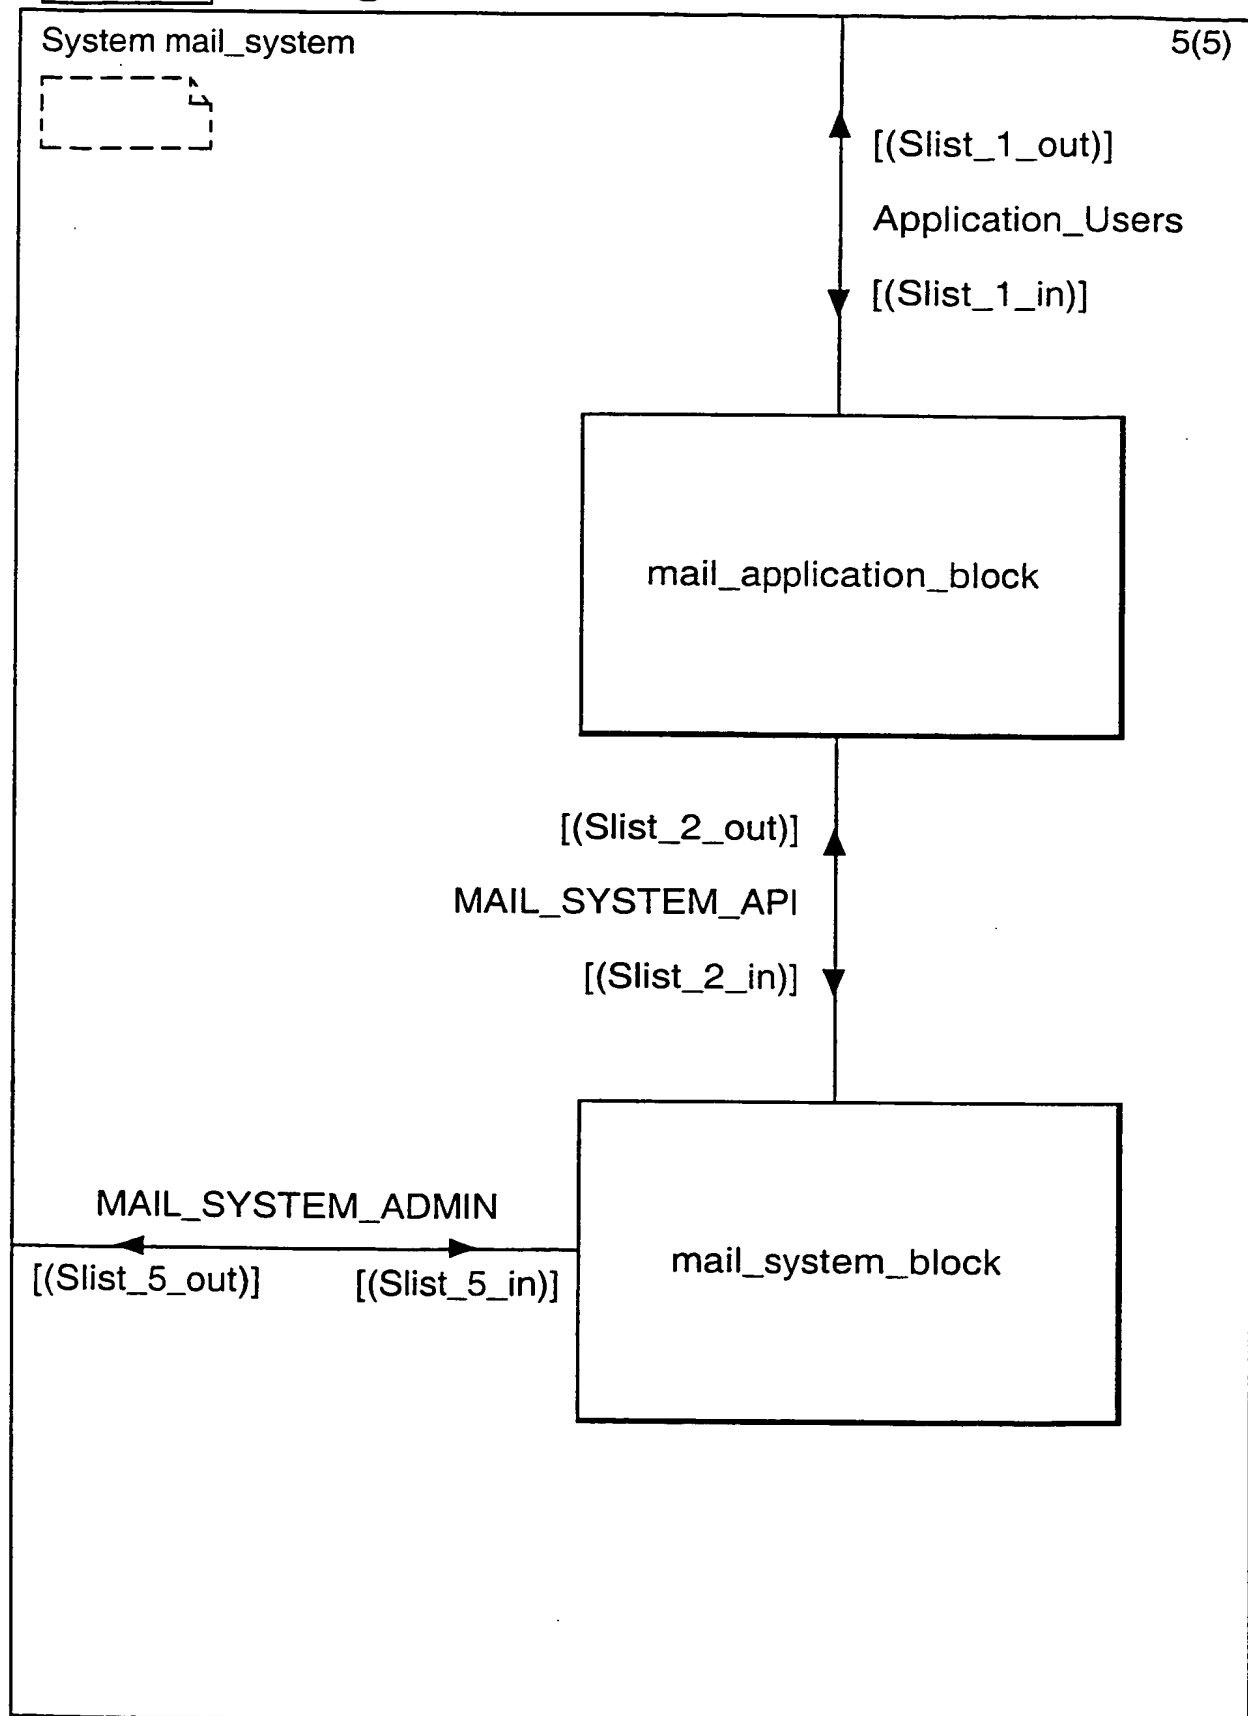 System mail_system
5(5)
[(Slist_1_out)]
Application_Users
[(Slist_1_in)]
mail_application_block
[(Slist_2_out)]
MAIL_SYSTEM_API
[(Slist_2_in)]
MAIL_SYSTEM_ADMIN
[(Slist_5_out)]
[(Slist_5_in)]
mail_system_block